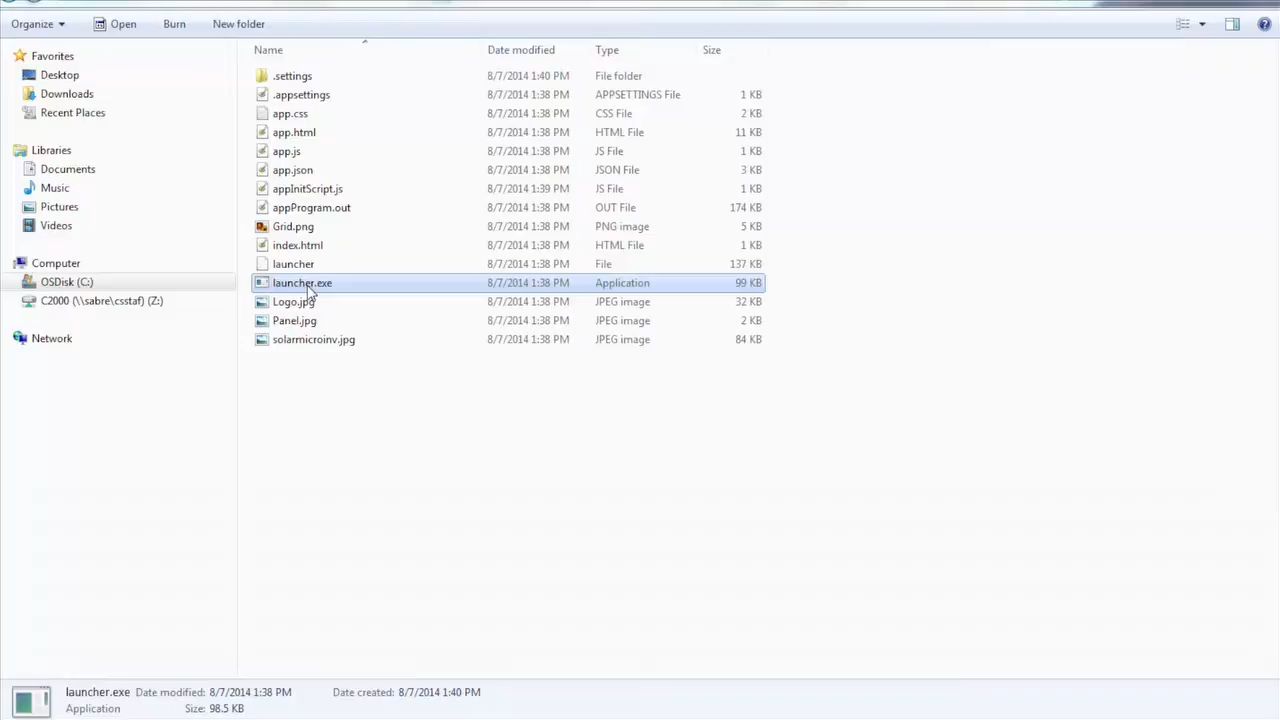 Organize Open Burn New folder
Favorites
Desktop
Downloads
Recent Places
Libraries
Documents
Music
Pictures
Videos
Computer
OSDisk (C:)
C2000 (\\sabre\csstaf) (Z:)
Network
Name Date modified Type Size
.settings 8/7/2014 1:40 PM File folder
.appsettings 8/7/2014 1:38 PM APPSETTINGS File 1 KB
app.css 8/7/2014 1:38 PM CSS File 2 KB
app.html 8/7/2014 1:38 PM HTML File 11 KB
app.js 8/7/2014 1:38 PM JS File 1 KB
app.json 8/7/2014 1:38 PM JSON File 3 KB
appInitScript.js 8/7/2014 1:39 PM JS File 1 KB
appProgram.out 8/7/2014 1:38 PM OUT File 174 KB
Grid.png 8/7/2014 1:38 PM PNG image 5 KB
index.html 8/7/2014 1:38 PM HTML File 1 KB
launcher 8/7/2014 1:38 PM File 137 KB
launcher.exe 8/7/2014 1:38 PM Application 99 KB
Logo.jpg 8/7/2014 1:38 PM JPEG image 32 KB
Panel.jpg 8/7/2014 1:38 PM JPEG image 2 KB
solarmicroinv.jpg 8/7/2014 1:38 PM JPEG image 84 KB
launcher.exe Date modified: 8/7/2014 1:38 PM Date created: 8/7/2014 1:40 PM
Application Size: 98.5 KB